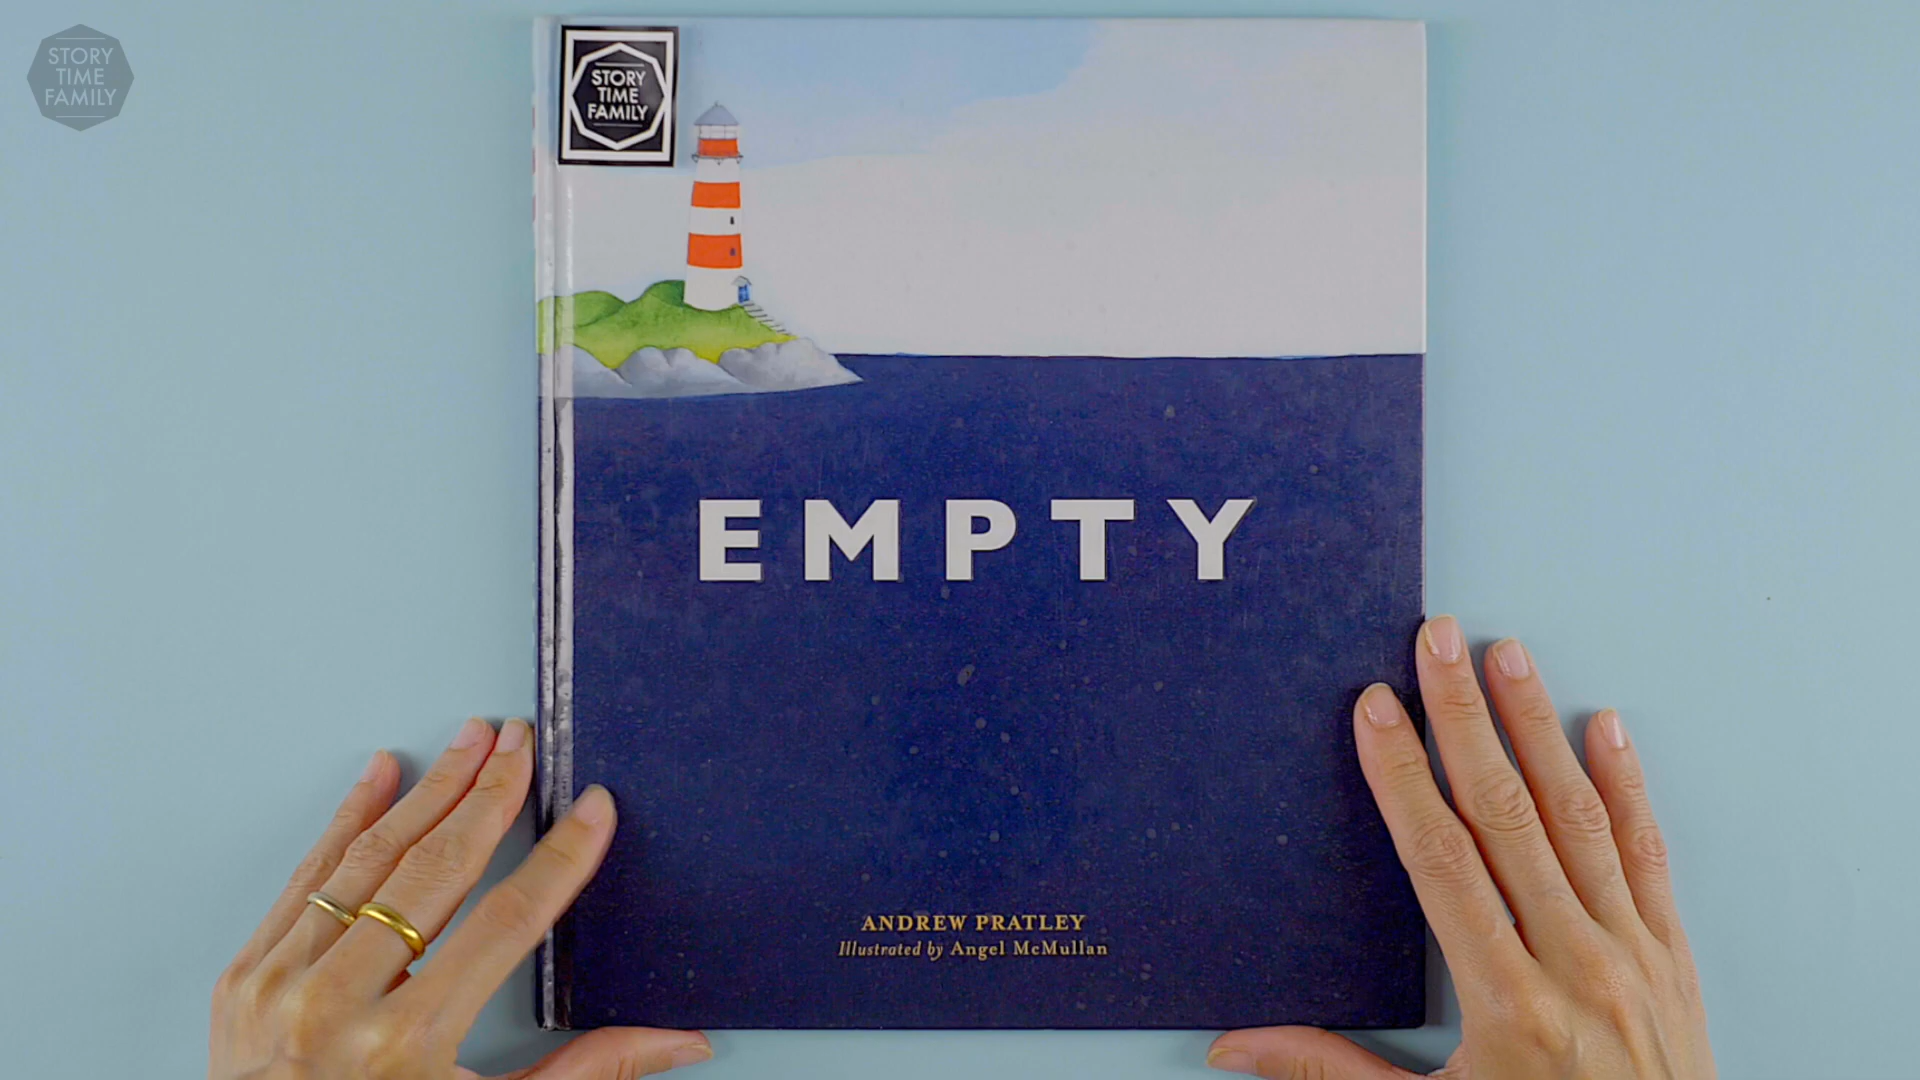 STORY
TIME
FAMILY
STORY
TIME
FAMILY
EMPTY
ANDREW PRATLEY
Illustrated by Angel McMullan